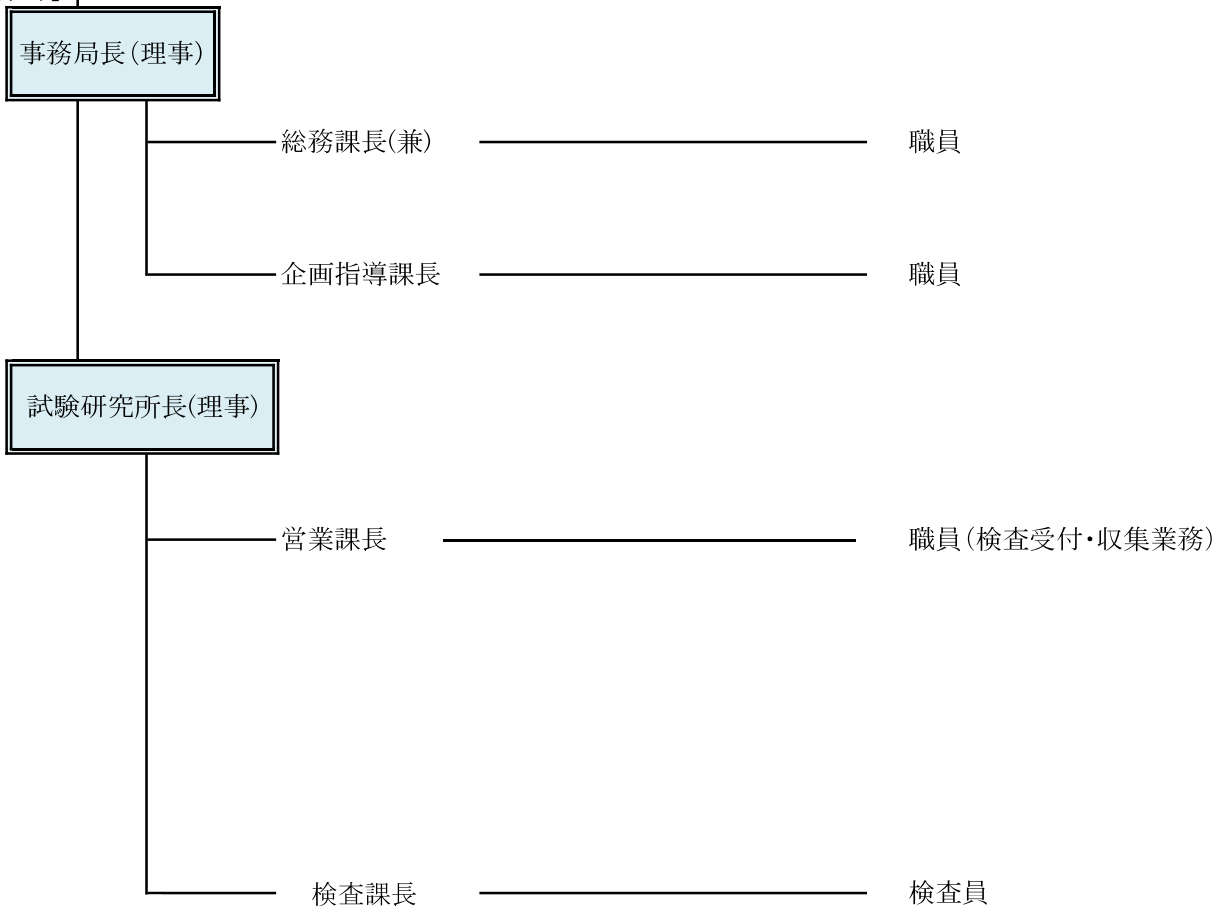 事務局長(理事)
総務課長(兼) 職員
企画指導課長 職員
試験研究所長(理事)
営業課長 職員(検査受付・収集業務)
検査課長 検査員